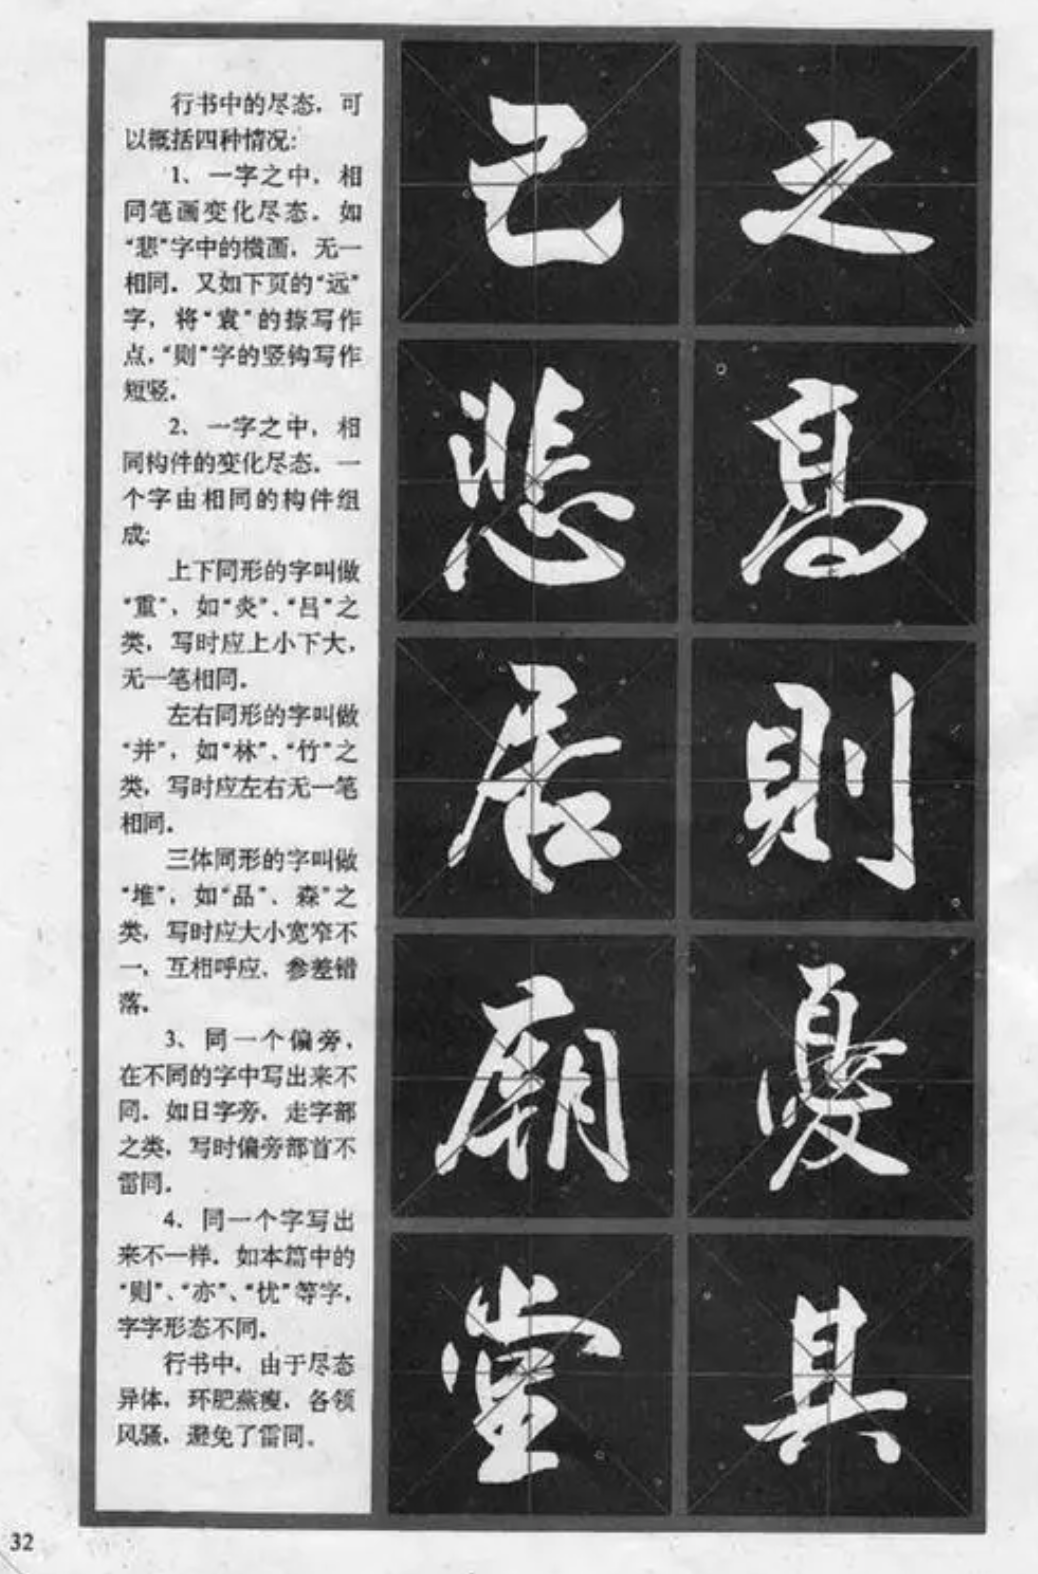 行书中的尽态，可
以概括四种情况：
1、一字之中，相
同笔画变化尽态。如
“悲”字中的横画，无一
相同。又如下页的“远”
字，将“袁”的捺写作
点，“则”字的竖钩写作
短竖。
2、一字之中，相
同构件的变化尽态。一
个字由相同的构件组
成：
上下同形的字叫做
“重”，如“炎”、“吕”之
类，写时应上小下大，
无一笔相同。
左右同形的字叫做
“并”，如“林”、“竹”之
类，写时应左右无一笔
相同。
三体同形的字叫做
“堆”，如“品”、森”之
类，写时应大小宽窄不
一，互相呼应，参差错
落。
3、同一个偏旁，
在不同的字中写出来不
同。如日字旁，走字部
之类，写时偏旁部首不
雷同。
4、同一个字写出
来不一样。如本篇中的
“则”、“亦”、“忧”等字，
字字形态不同。
行书中，由于尽态
异体，环肥燕瘦，各领
风骚，避免了雷同。
之高則憂其
己悲居廟堂
32